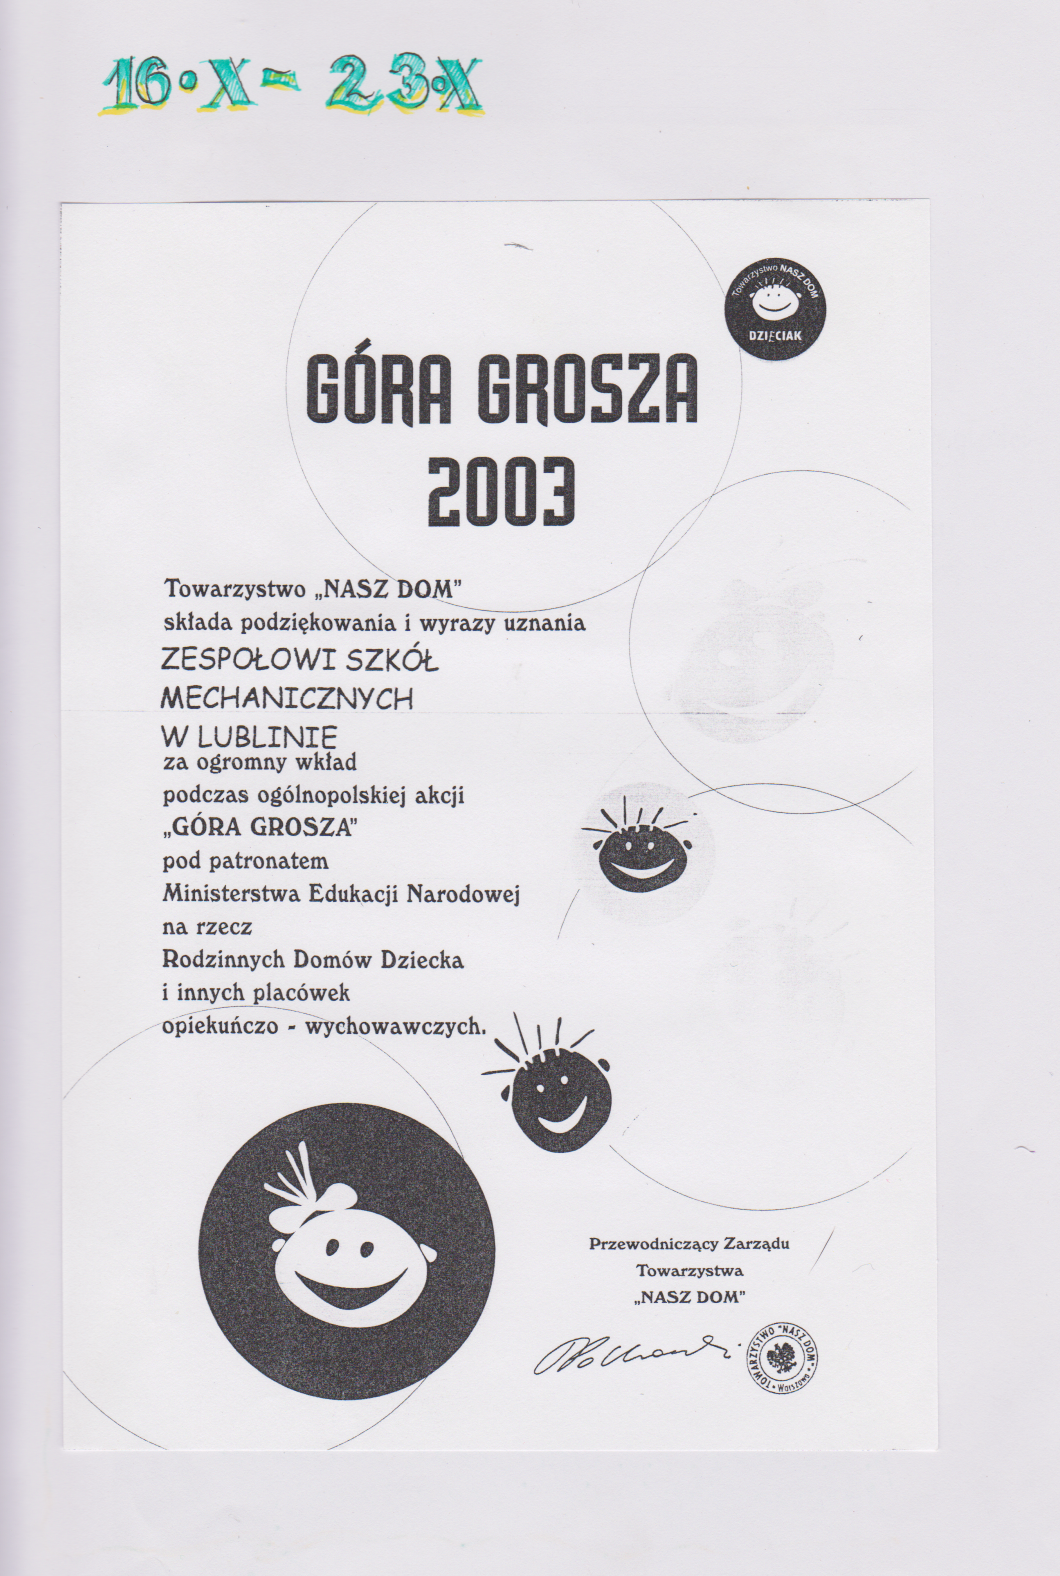 16·X - 23·X
Towarzystwo NASZ DOM
DZIECIAK
GÓRA GROSZA
2003
Towarzystwo „NASZ DOM”
składa podziękowania i wyrazy uznania
ZESPOŁOWI SZKÓŁ
MECHANICZNYCH
W LUBLINIE
za ogromny wkład
podczas ogólnopolskiej akcji
„GÓRA GROSZA”
pod patronatem
Ministerstwa Edukacji Narodowej
na rzecz
Rodzinnych Domów Dziecka
i innych placówek
opiekuńczo - wychowawczych.
Przewodniczący Zarządu
Towarzystwa
„NASZ DOM”
TOWARZYSTWO "NASZ DOM" • Warszawa •